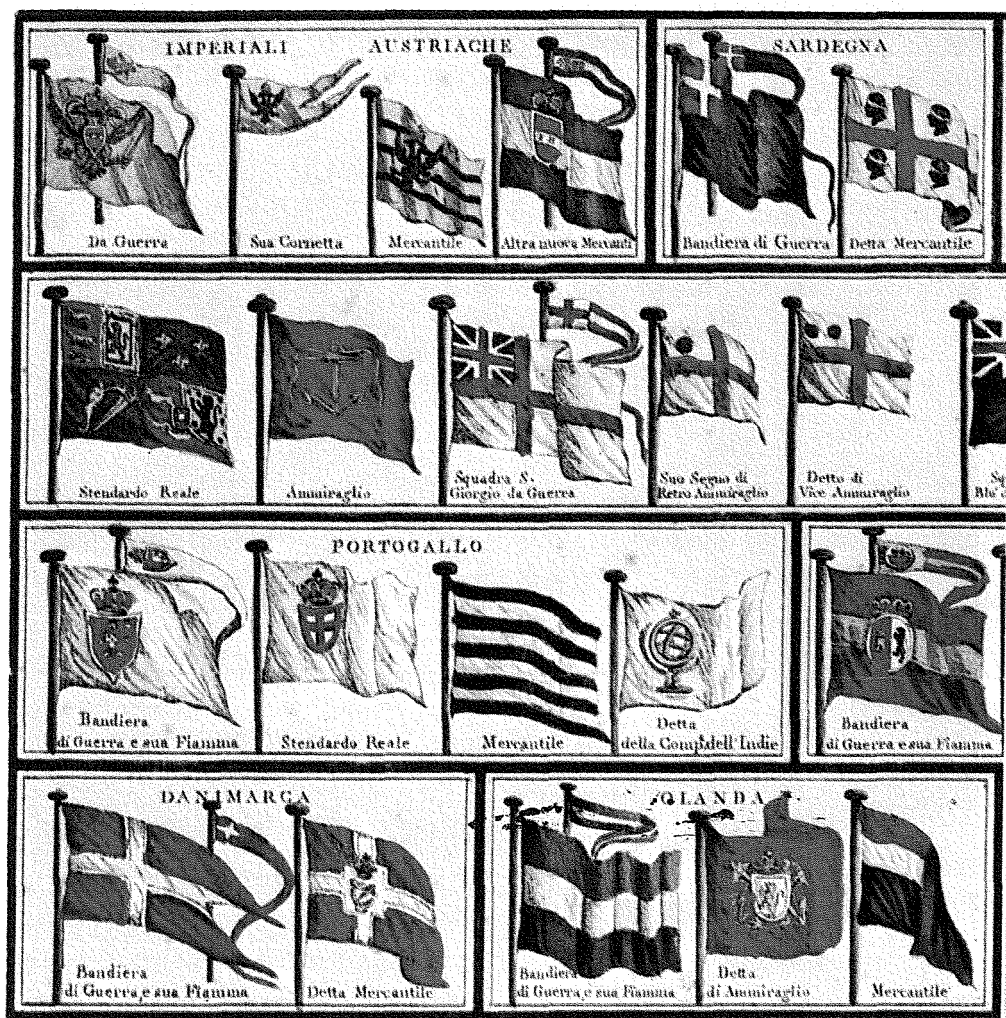 IMPERIALI AUSTRIACHE
Da Guerra
Sua Cornetta
Mercantile
Altra nuova Mercanti
SARDEGNA
Bandiera di Guerra
Detta Mercantile
Stendardo Reale
Ammiraglio
Squadra S.
Giorgio da Guerra
Suo Segno di
Retro Ammiraglio
Detto di
Vice Ammiraglio
Sq
Blu
PORTOGALLO
Bandiera
di Guerra e sua Fiamma
Stendardo Reale
Mercantile
Detta
della Comp. dell'Indie
Bandiera
di Guerra e sua Fiamma
DANIMARCA
Bandiera
di Guerra, e sua Fiamma
Detta Mercantile
OLANDA
Bandiera
di Guerra, e sua Fiamma
Detta
di Ammiraglio
Mercantile